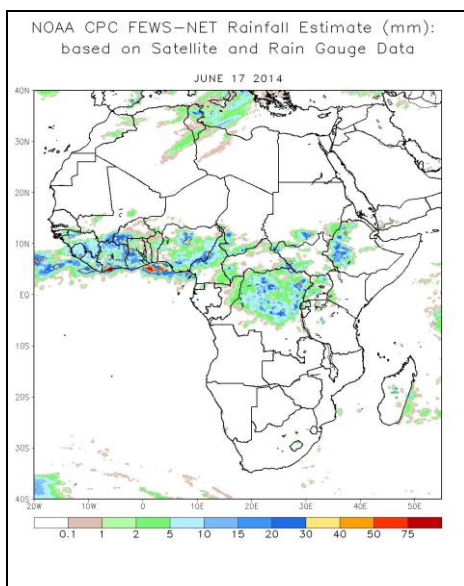 NOAA CPC FEWS-NET Rainfall Estimate (mm):
based on Satellite and Rain Gauge Data
JUNE 17 2014
40N
30N
20N
10N
EQ
10S
20S
30S
40S
20W 10W 0 10E 20E 30E 40E 50E
0.1 1 2 5 10 15 20 30 40 50 75